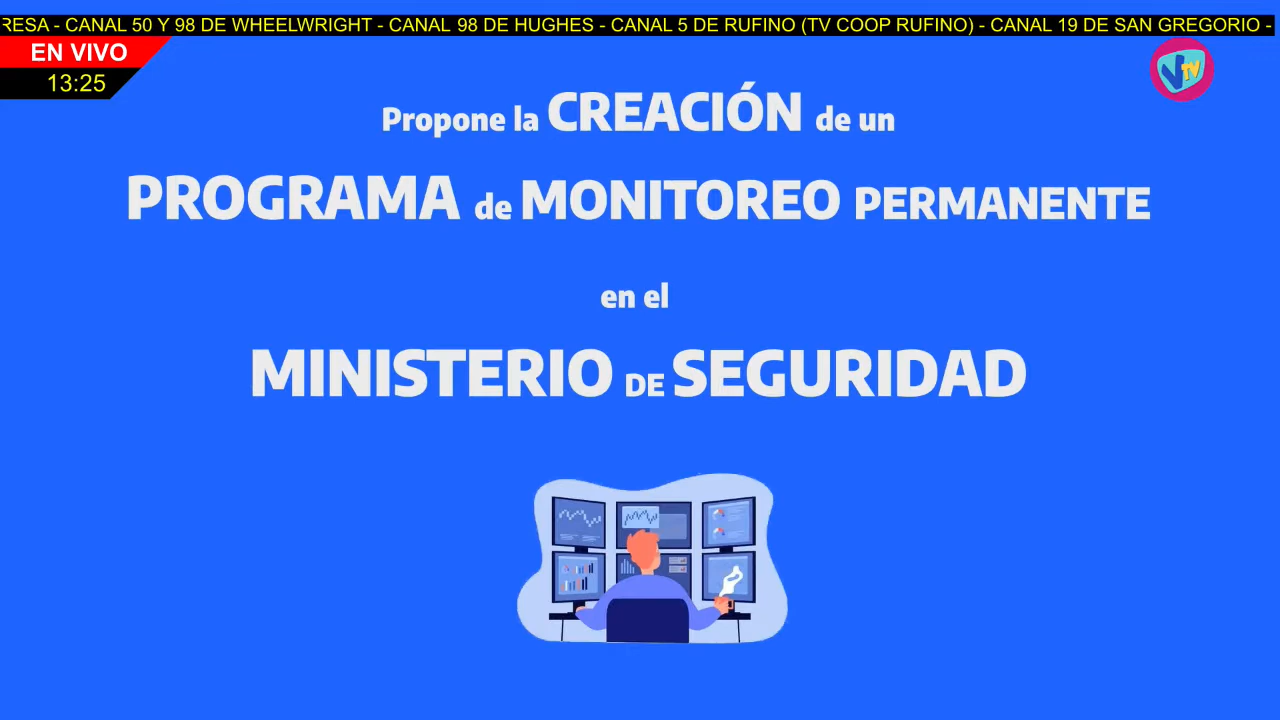 RESA - CANAL 50 Y 98 DE WHEELWRIGHT - CANAL 98 DE HUGHES - CANAL 5 DE RUFINO (TV COOP RUFINO) - CANAL 19 DE SAN GREGORIO -
EN VIVO
13:25
VTV
Propone la CREACIÓN de un
PROGRAMA de MONITOREO PERMANENTE
en el
MINISTERIO DE SEGURIDAD